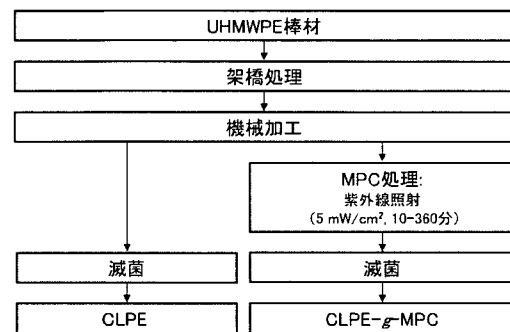 UHMWPE棒材
架橋処理
機械加工
MPC処理:
紫外線照射
(5 mW/cm², 10-360分)
滅菌
滅菌
CLPE
CLPE-g-MPC